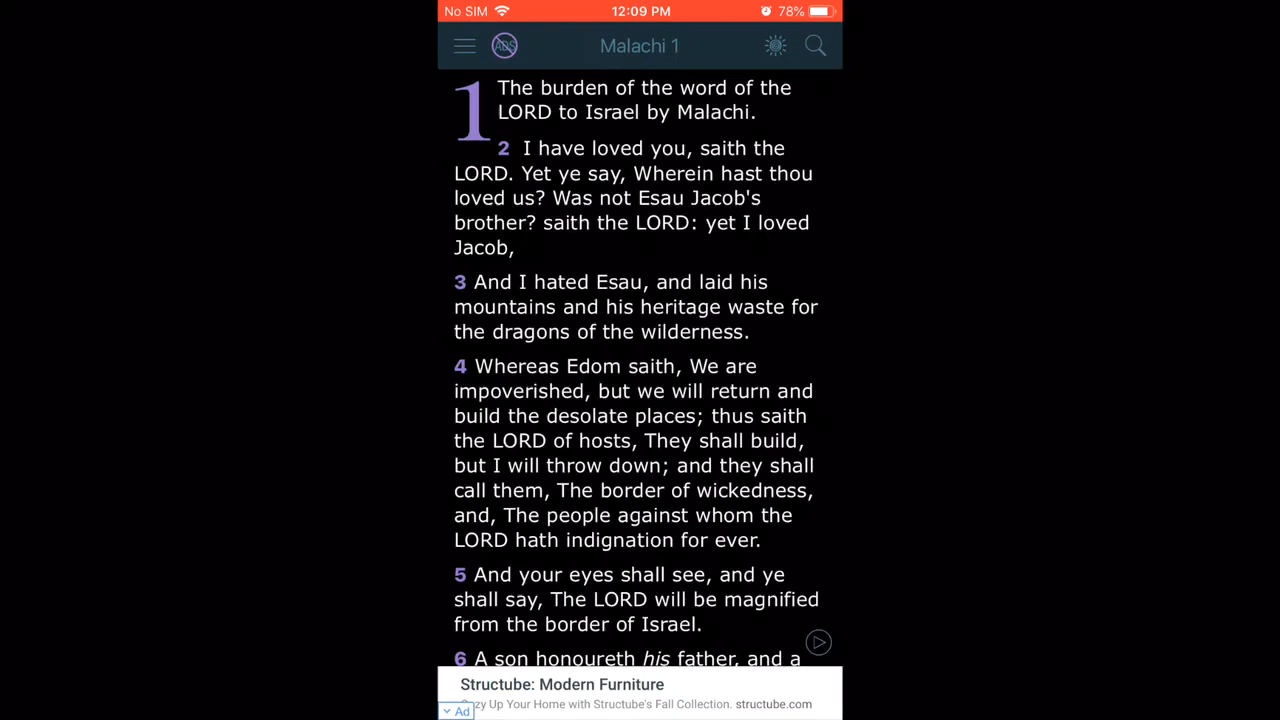 No SIM 12:09 PM 78%
ADS Malachi 1
1 The burden of the word of the
LORD to Israel by Malachi.
2 I have loved you, saith the
LORD. Yet ye say, Wherein hast thou
loved us? Was not Esau Jacob's
brother? saith the LORD: yet I loved
Jacob,
3 And I hated Esau, and laid his
mountains and his heritage waste for
the dragons of the wilderness.
4 Whereas Edom saith, We are
impoverished, but we will return and
build the desolate places; thus saith
the LORD of hosts, They shall build,
but I will throw down; and they shall
call them, The border of wickedness,
and, The people against whom the
LORD hath indignation for ever.
5 And your eyes shall see, and ye
shall say, The LORD will be magnified
from the border of Israel.
6 A son honoureth his father, and a
Structube: Modern Furniture
Up Your Home with Structube's Fall Collection. structube.com
Ad